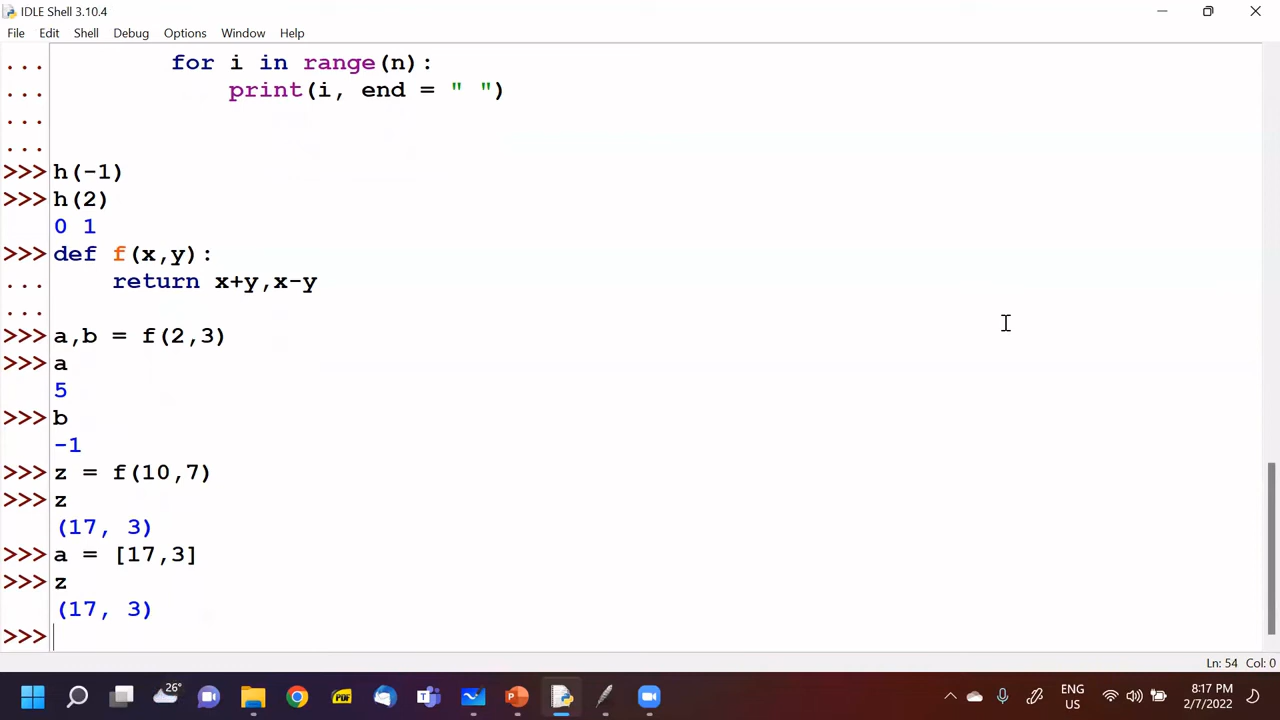 IDLE Shell 3.10.4
File Edit Shell Debug Options Window Help
... for i in range(n):
... print(i, end = " ")
...
...
>>> h(-1)
>>> h(2)
0 1
>>> def f(x,y):
... return x+y,x-y
...
>>> a,b = f(2,3)
>>> a
5
>>> b
-1
>>> z = f(10,7)
>>> z
(17, 3)
>>> a = [17,3]
>>> z
(17, 3)
>>>
Ln: 54 Col: 0
26°
PDF
ENG
US
8:17 PM
2/7/2022